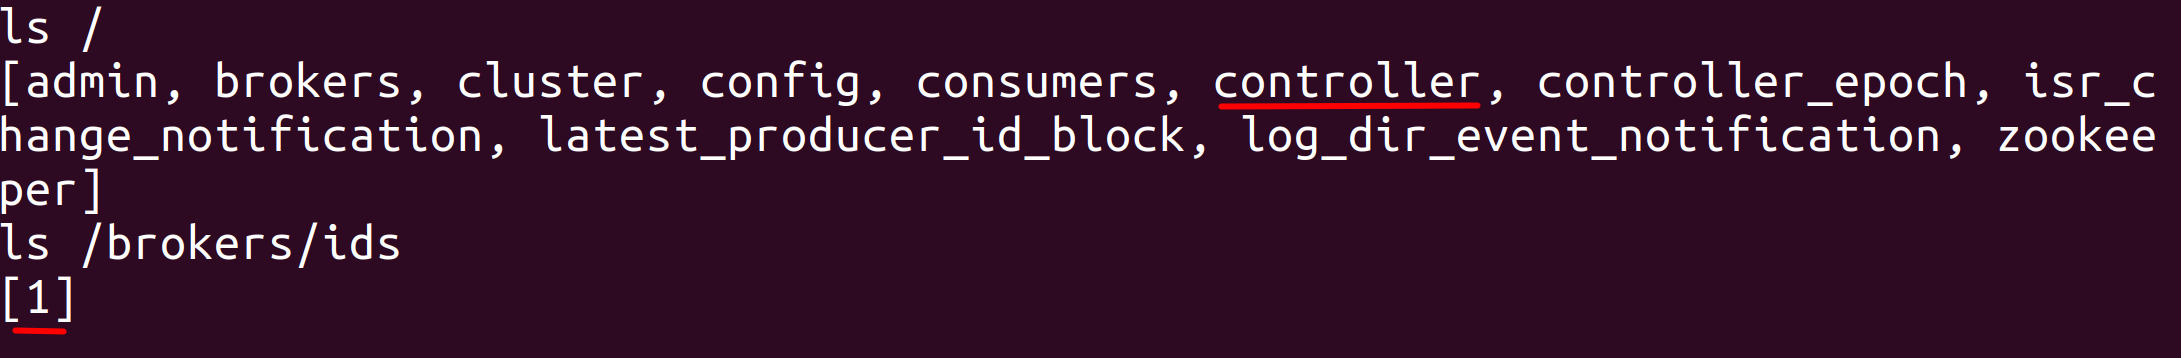 ls /
[admin, brokers, cluster, config, consumers, controller, controller_epoch, isr_c
hange_notification, latest_producer_id_block, log_dir_event_notification, zookee
per]
ls /brokers/ids
[1]